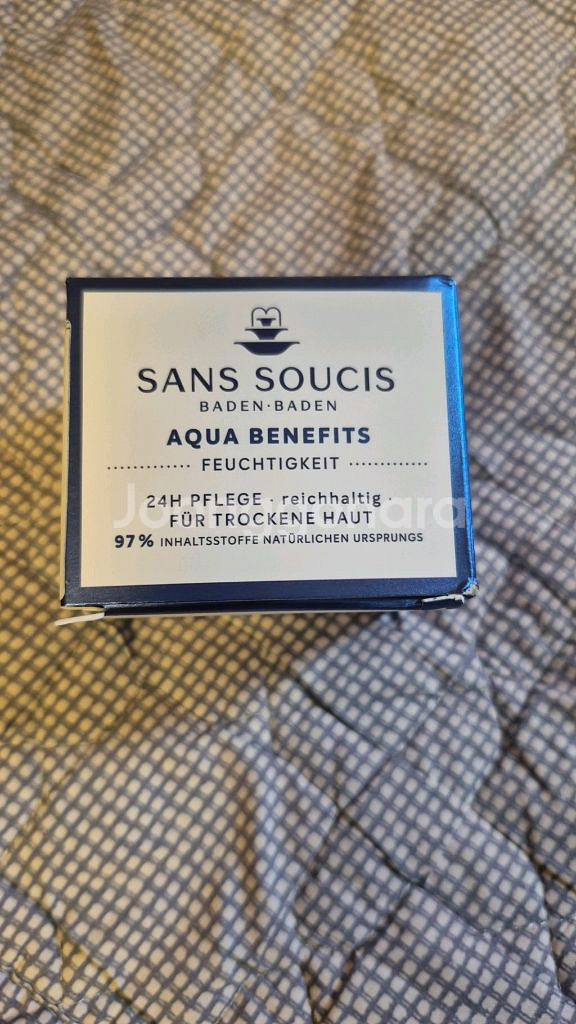 SANS SOUCIS
BADEN·BADEN
AQUA BENEFITS
FEUCHTIGKEIT
24H PFLEGE · reichhaltig ·
FÜR TROCKENE HAUT
97% INHALTSSTOFFE NATÜRLICHEN URSPRUNGS